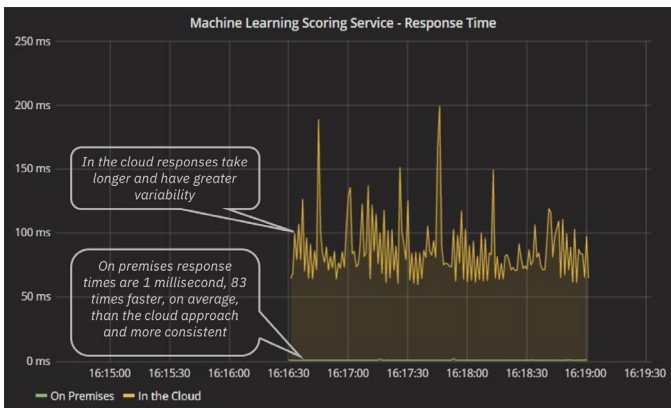 Machine Learning Scoring Service - Response Time
250 ms
200 ms
150 ms
100 ms
50 ms
0 ms
In the cloud responses take
longer and have greater
variability
On premises response
times are 1 millisecond, 83
times faster, on average,
than the cloud approach
and more consistent
16:15:00 16:15:30 16:16:00 16:16:30 16:17:00 16:17:30 16:18:00 16:18:30 16:19:00 16:19:30
On Premises In the Cloud